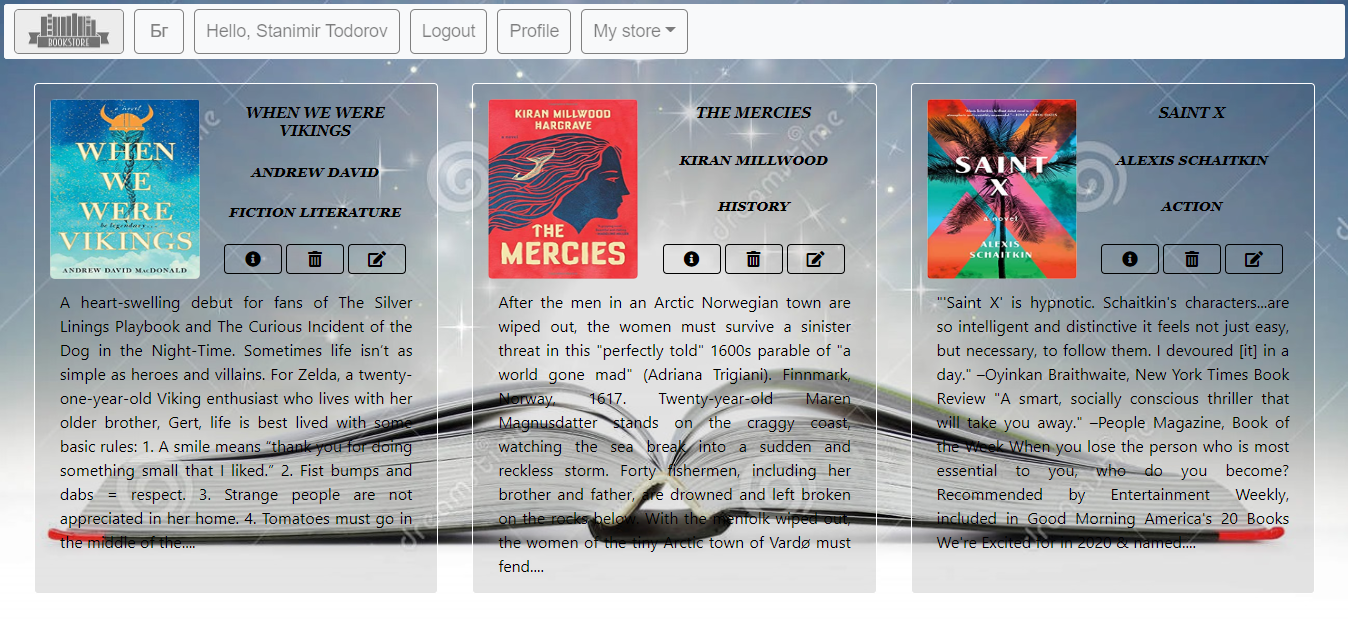 BOOKSTORE
Бг
Hello, Stanimir Todorov
Logout
Profile
My store
a novel
WHEN
WE
WERE
be legendary...
VIKINGS
ANDREW DAVID MacDONALD
WHEN WE WERE
VIKINGS
ANDREW DAVID
FICTION LITERATURE
A heart-swelling debut for fans of The Silver
Linings Playbook and The Curious Incident of the
Dog in the Night-Time. Sometimes life isn’t as
simple as heroes and villains. For Zelda, a twenty-
one-year-old Viking enthusiast who lives with her
older brother, Gert, life is best lived with some
basic rules: 1. A smile means “thank you for doing
something small that I liked.” 2. Fist bumps and
dabs = respect. 3. Strange people are not
appreciated in her home. 4. Tomatoes must go in
the middle of the....
KIRAN MILLWOOD
HARGRAVE
A NOVEL
THE
MERCIES
THE MERCIES
KIRAN MILLWOOD
HISTORY
After the men in an Arctic Norwegian town are
wiped out, the women must survive a sinister
threat in this "perfectly told" 1600s parable of "a
world gone mad" (Adriana Trigiani). Finnmark,
Norway, 1617. Twenty-year-old Maren
Magnusdatter stands on the craggy coast,
watching the sea break into a sudden and
reckless storm. Forty fishermen, including her
brother and father, are drowned and left broken
on the rocks below. With the menfolk wiped out,
the women of the tiny Arctic town of Vardø must
fend....
SAINT
X
a novel
ALEXIS
SCHAITKIN
SAINT X
ALEXIS SCHAITKIN
ACTION
"'Saint X' is hypnotic. Schaitkin's characters...are
so intelligent and distinctive it feels not just easy,
but necessary, to follow them. I devoured [it] in a
day." –Oyinkan Braithwaite, New York Times Book
Review "A smart, socially conscious thriller that
will take you away." –People Magazine, Book of
the Week When you lose the person who is most
essential to you, who do you become?
Recommended by Entertainment Weekly,
included in Good Morning America's 20 Books
We're Excited for in 2020 & named....
dreamstime